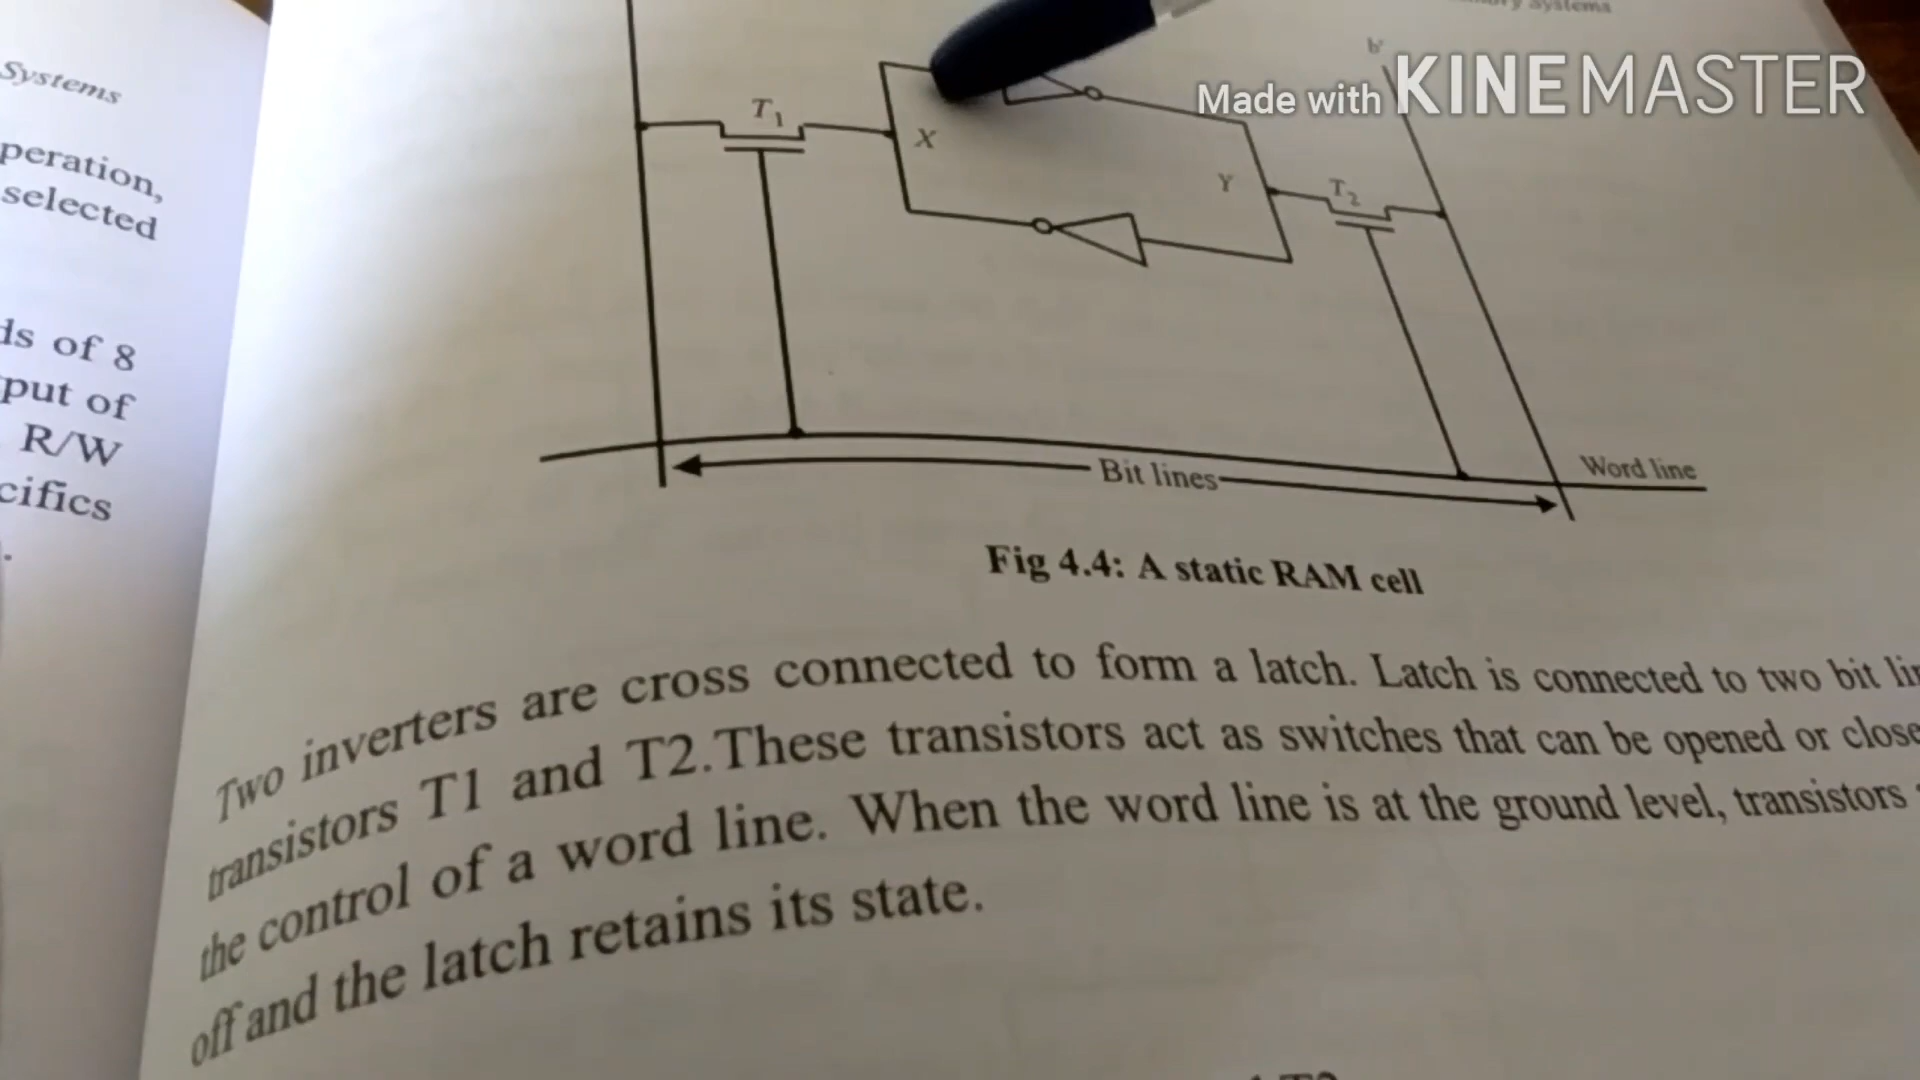 Systems
peration,
selected
ds of 8
put of
R/W
cifics
.
Systems
b'
Made with KINEMASTER
T1
X
Y
T2
Bit lines
Word line
Fig 4.4: A static RAM cell
Two inverters are cross connected to form a latch. Latch is connected to two bit lin
transistors T1 and T2.These transistors act as switches that can be opened or close
the control of a word line. When the word line is at the ground level, transistors
off and the latch retains its state.